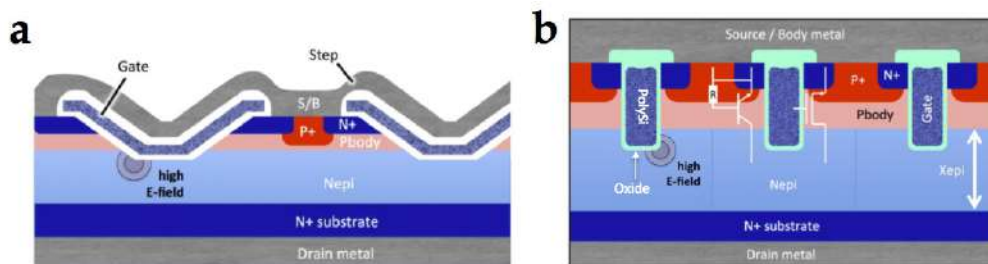 a
Gate
Step
S/B
P+
N+
Pbody
high
E-field
Nepi
N+ substrate
Drain metal
b
Source / Body metal
R
P+
N+
PolySi
Gate
Pbody
high
E-field
Oxide
Nepi
Xepi
N+ substrate
Drain metal